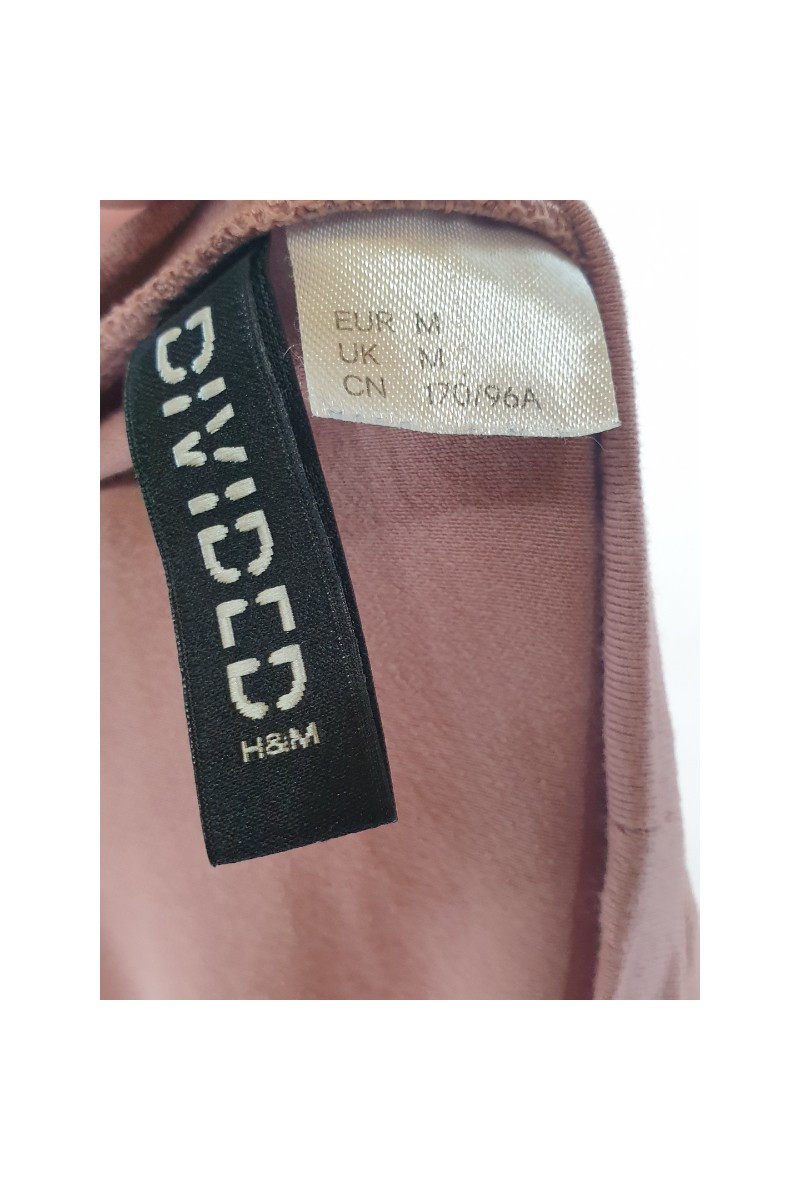 DIVIDED
H&M
EUR M
UK M
CN 170/96A